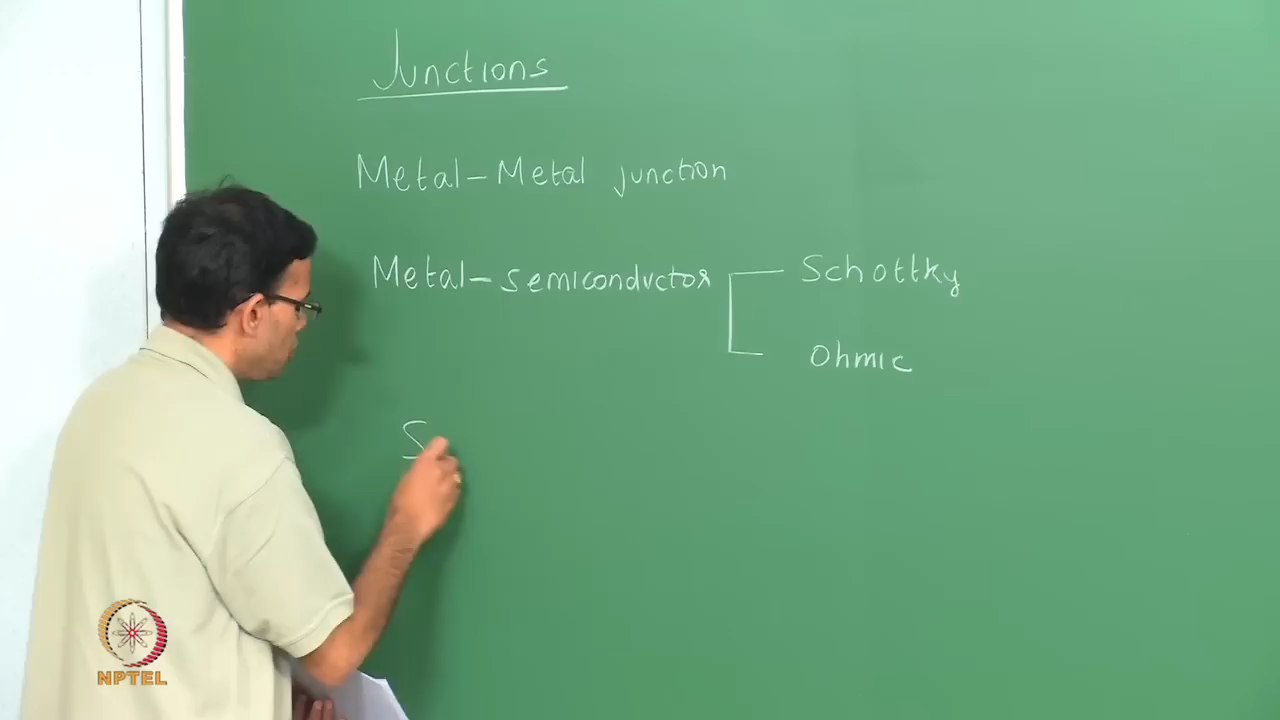 Junctions
Metal-Metal junction
Metal-semiconductor
Schottky
Ohmic
S
NPTEL